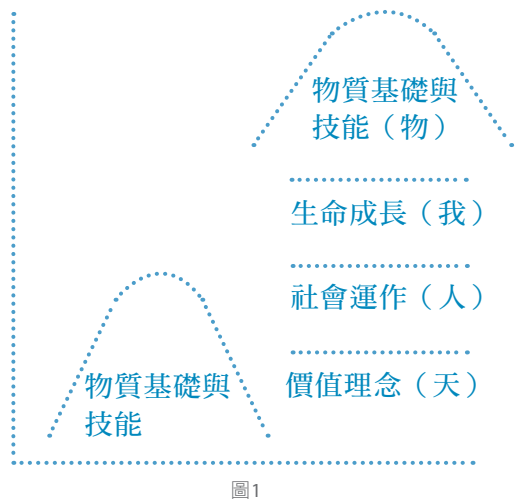 物質基礎與
技能（物）
生命成長（我）
社會運作（人）
價值理念（天）
物質基礎與
技能
圖1